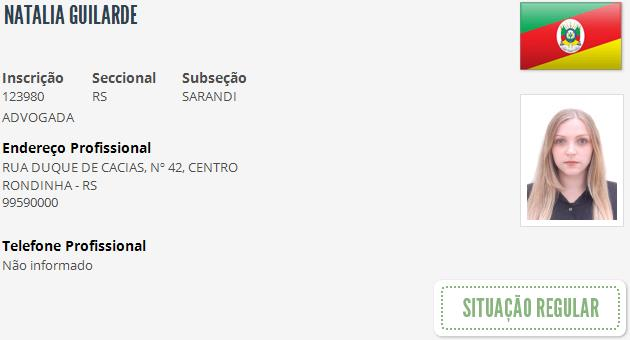 NATALIA GUILARDE
Inscrição Seccional Subseção
123980 RS SARANDI
ADVOGADA
Endereço Profissional
RUA DUQUE DE CACIAS, Nº 42, CENTRO
RONDINHA - RS
99590000
Telefone Profissional
Não informado
SITUAÇÃO REGULAR